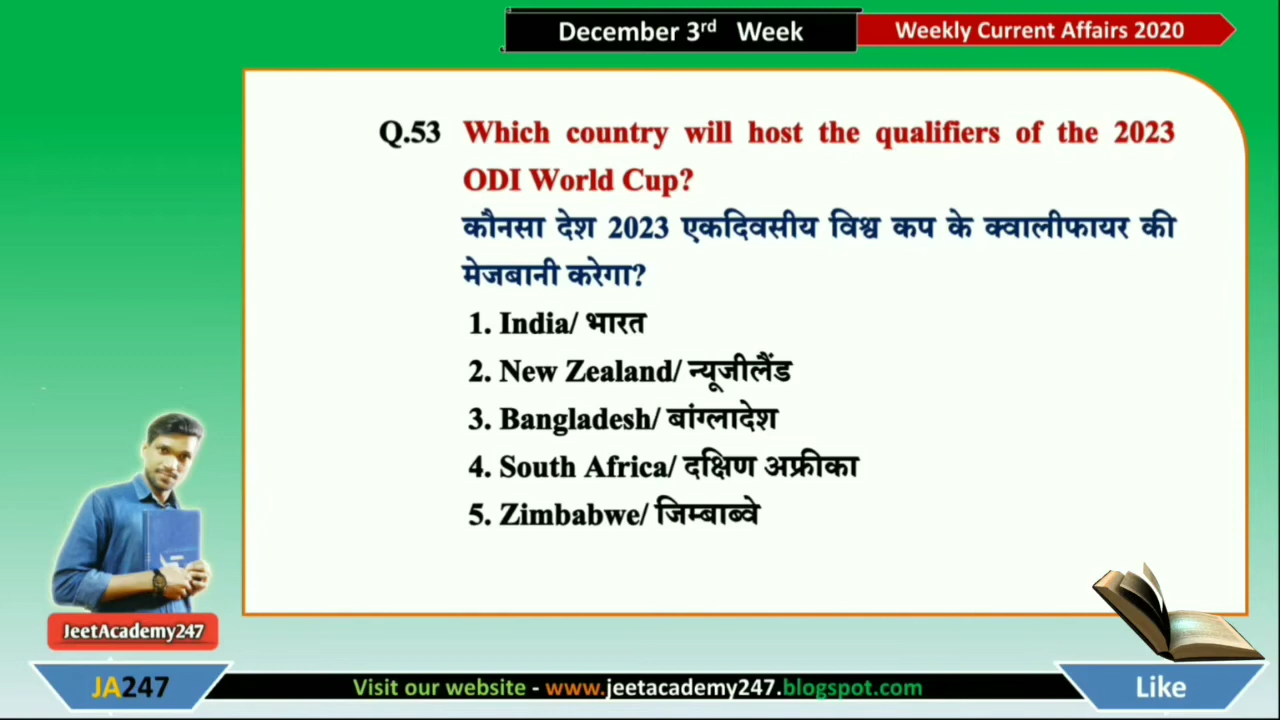 December 3rd Week
Weekly Current Affairs 2020
Q.53 Which country will host the qualifiers of the 2023
ODI World Cup?
कौनसा देश 2023 एकदिवसीय विश्व कप के क्वालीफायर की
मेजबानी करेगा?
1. India/ भारत
2. New Zealand/ न्यूजीलैंड
3. Bangladesh/ बांग्लादेश
4. South Africa/ दक्षिण अफ्रीका
5. Zimbabwe/ जिम्बाब्वे
JeetAcademy247
JA247
Visit our website - www.jeetacademy247.blogspot.com
Like